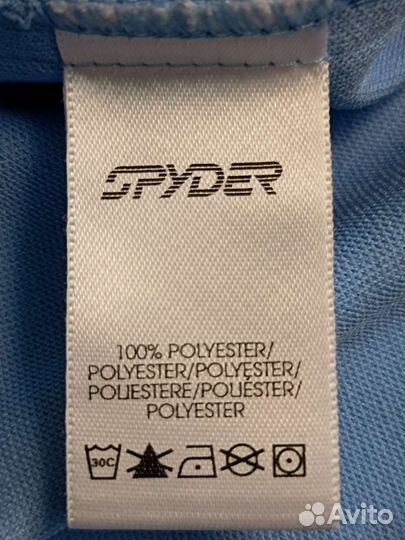 SPYDER
100% POLYESTER/
POLYESTER/POLYESTER/
POLIESTERE/POLIÉSTER/
POLYESTER
30C
Avito